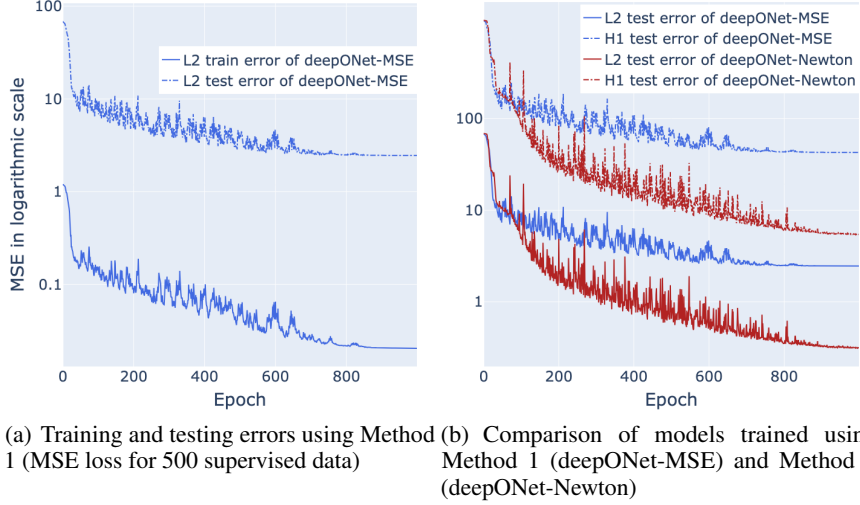 100
10
1
0.1
MSE in logarithmic scale
L2 train error of deepONet-MSE
L2 test error of deepONet-MSE
0
200
400
600
800
Epoch
L2 test error of deepONet-MSE
H1 test error of deepONet-MSE
L2 test error of deepONet-Newton
H1 test error of deepONet-Newton
100
10
1
0
200
400
600
800
Epoch
(a) Training and testing errors using Method
1 (MSE loss for 500 supervised data)
(b) Comparison of models trained usin
Method 1 (deepONet-MSE) and Method
(deepONet-Newton)